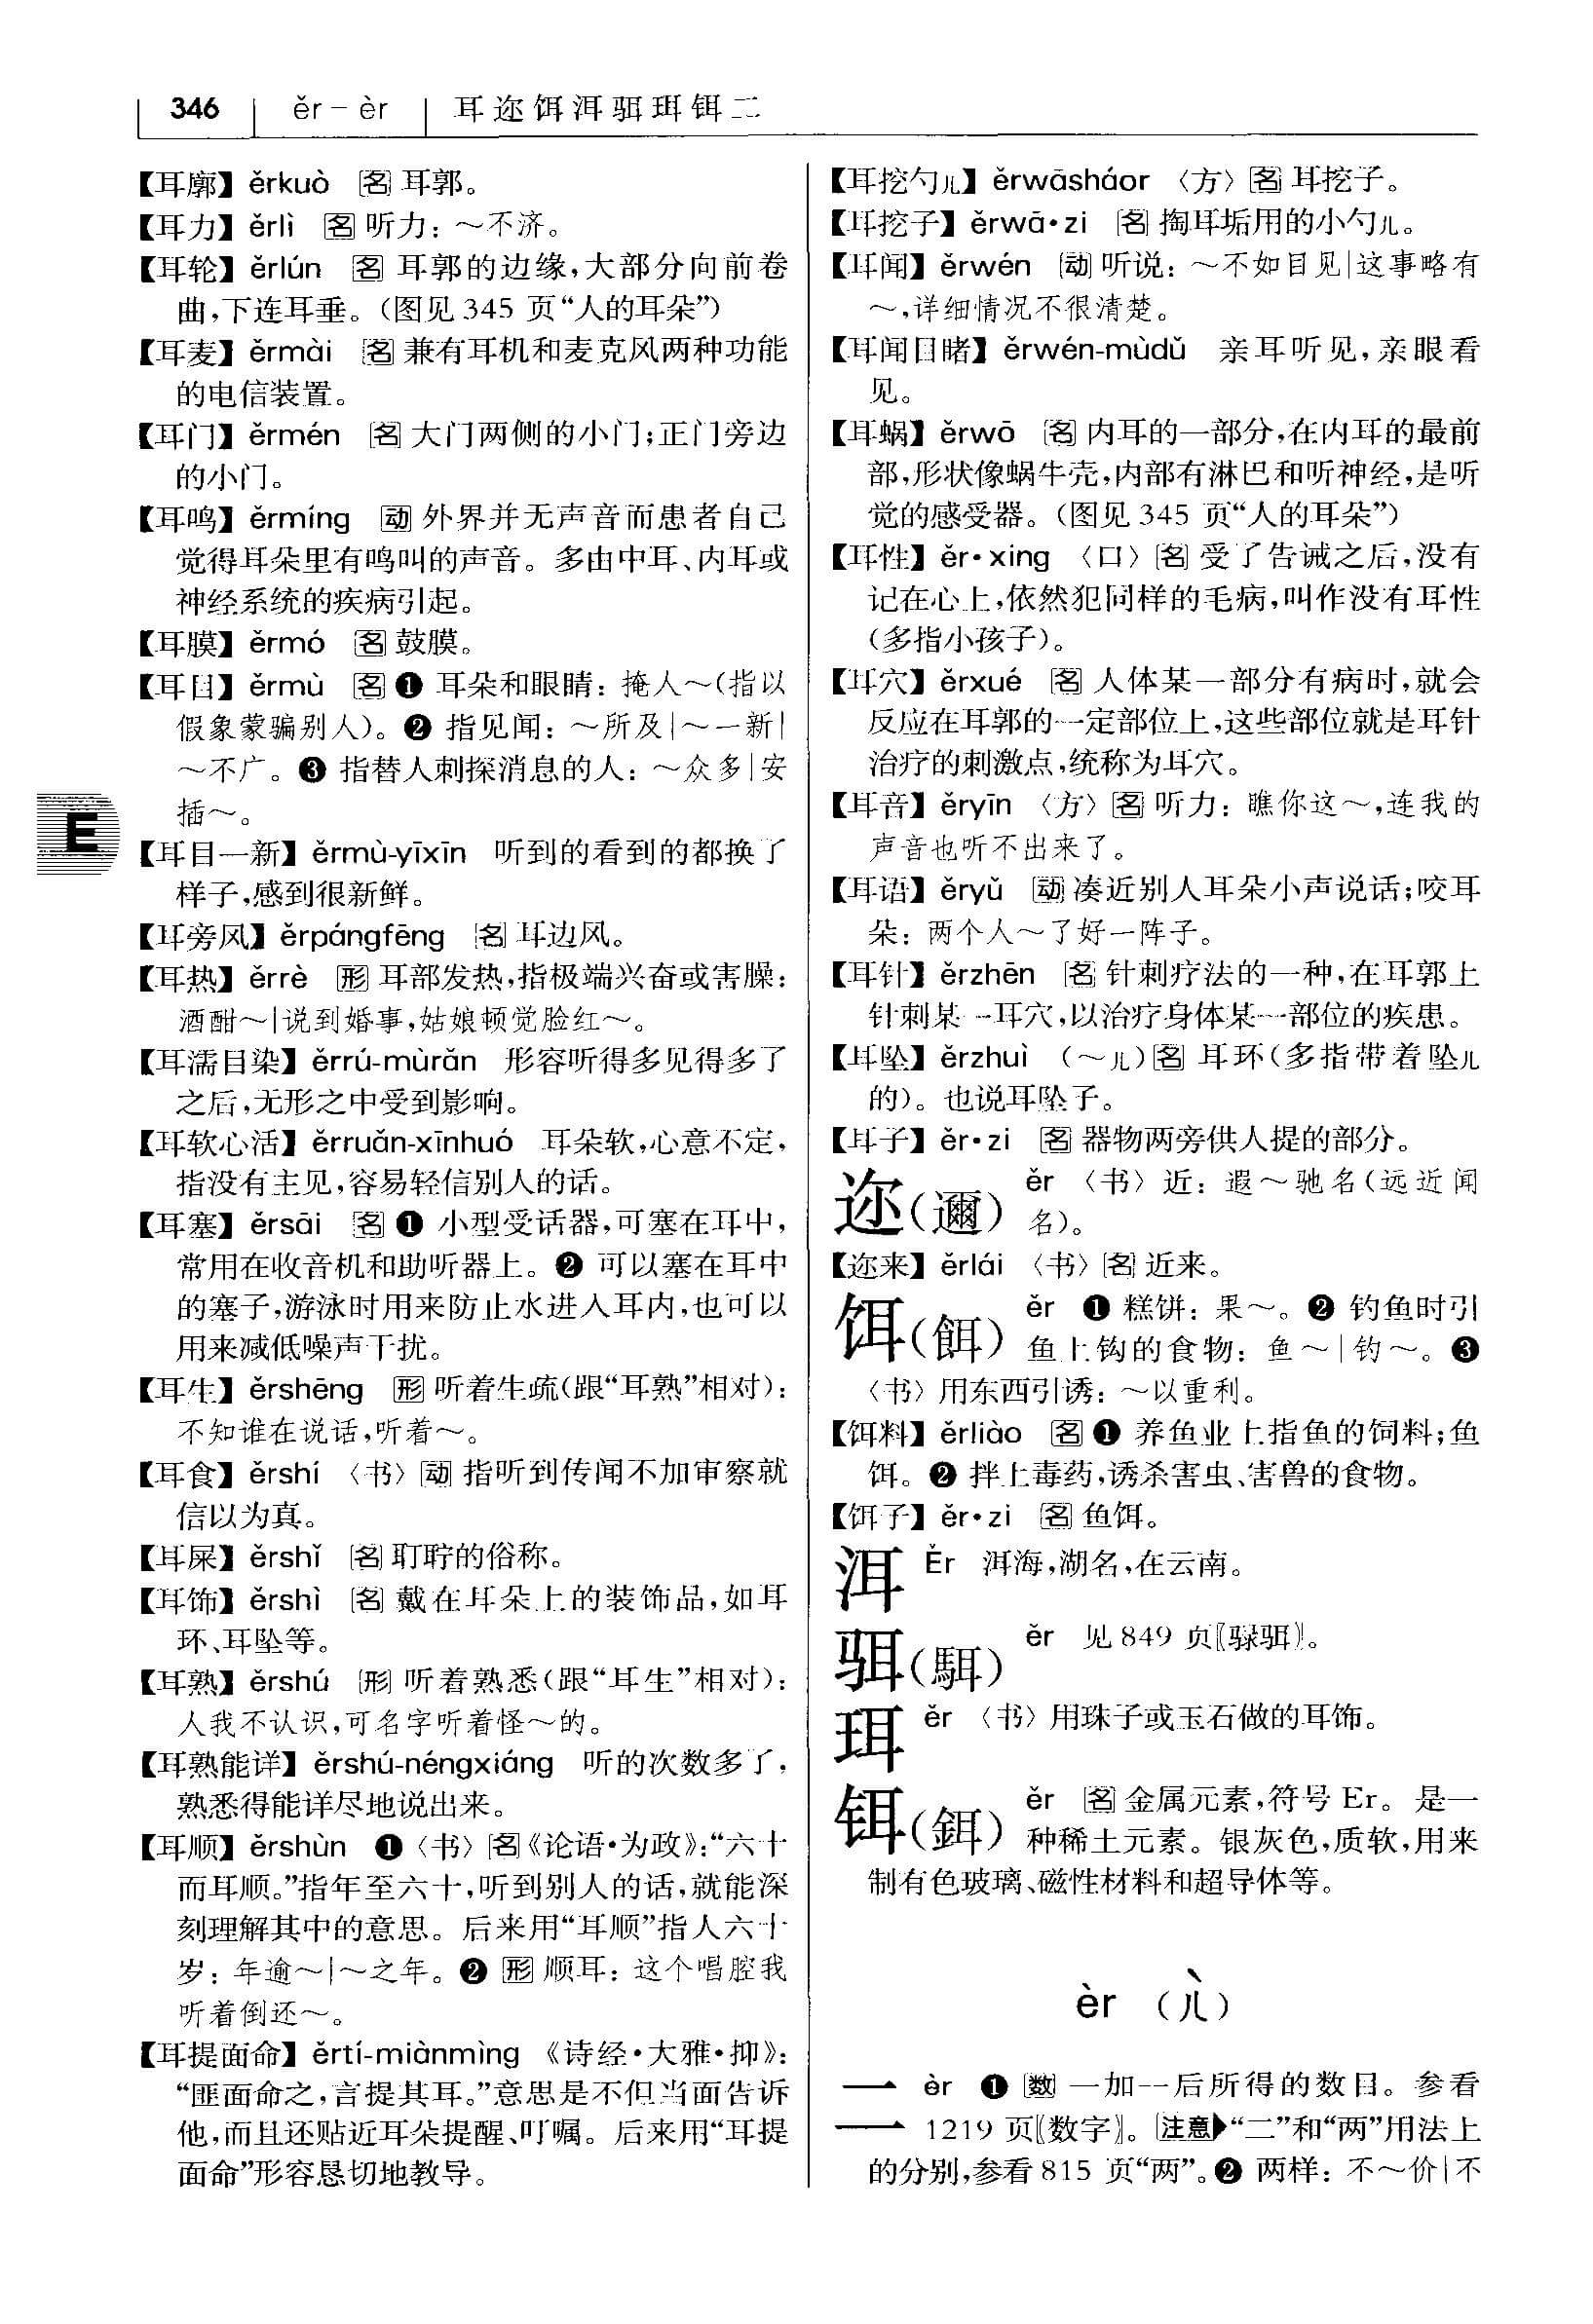 346 ěr－èr 耳迩饵洱驷珥铒二
【耳廓】ěrkuò 名 耳郭。
【耳力】ěrlì 名 听力：～不济。
【耳轮】ěrlún 名 耳郭的边缘，大部分向前卷
曲，下连耳垂。（图见 345 页“人的耳朵”）
【耳麦】ěrmài 名 兼有耳机和麦克风两种功能
的电信装置。
【耳门】ěrmén 名 大门两侧的小门；正门旁边
的小门。
【耳鸣】ěrmíng 动 外界并无声音而患者自己
觉得耳朵里有鸣叫的声音。多由中耳、内耳或
神经系统的疾病引起。
【耳膜】ěrmó 名 鼓膜。
【耳目】ěrmù 名 ❶ 耳朵和眼睛：掩人～（指以
假象蒙骗别人）。❷ 指见闻：～所及|～一新|
～不广。❸ 指替人刺探消息的人：～众多|安
插～。
E
【耳目一新】ěrmù-yīxīn 听到的看到的都换了
样子，感到很新鲜。
【耳旁风】ěrpángfēng 名 耳边风。
【耳热】ěrrè 形 耳部发热，指极端兴奋或害臊：
酒酣～|说到婚事，姑娘顿觉脸红～。
【耳濡目染】ěrrú-mùrǎn 形容听得多见得多了
之后，无形之中受到影响。
【耳软心活】ěrruǎn-xīnhuó 耳朵软，心意不定，
指没有主见，容易轻信别人的话。
【耳塞】ěrsāi 名 ❶ 小型受话器，可塞在耳中，
常用在收音机和助听器上。❷ 可以塞在耳中
的塞子，游泳时用来防止水进入耳内，也可以
用来减低噪声干扰。
【耳生】ěrshēng 形 听着生疏（跟“耳熟”相对）：
不知谁在说话，听着～。
【耳食】ěrshí 〈书〉动 指听到传闻不加审察就
信以为真。
【耳屎】ěrshǐ 名 耵聍的俗称。
【耳饰】ěrshì 名 戴在耳朵上的装饰品，如耳
环、耳坠等。
【耳熟】ěrshú 形 听着熟悉（跟“耳生”相对）：
人我不认识，可名字听着怪～的。
【耳熟能详】ěrshú-néngxiáng 听的次数多了，
熟悉得能详尽地说出来。
【耳顺】ěrshùn ❶〈书〉名《论语·为政》：“六十
而耳顺。”指年至六十，听到别人的话，就能深
刻理解其中的意思。后来用“耳顺”指人六十
岁：年逾～|～之年。❷ 形 顺耳：这个唱腔我
听着倒还～。
【耳提面命】ěrtí-miànmìng 《诗经·大雅·抑》：
“匪面命之，言提其耳。”意思是不但当面告诉
他，而且还贴近耳朵提醒、叮嘱。后来用“耳提
面命”形容恳切地教导。
【耳挖勺儿】ěrwāsháor 〈方〉名 耳挖子。
【耳挖子】ěrwā·zi 名 掏耳垢用的小勺儿。
【耳闻】ěrwén 动 听说：～不如目见|这事略有
～，详细情况不很清楚。
【耳闻目睹】ěrwén-mùdǔ 亲耳听见，亲眼看
见。
【耳蜗】ěrwō 名 内耳的一部分，在内耳的最前
部，形状像蜗牛壳，内部有淋巴和听神经，是听
觉的感受器。（图见 345 页“人的耳朵”）
【耳性】ěr·xing 〈口〉名 受了告诫之后，没有
记在心上，依然犯同样的毛病，叫作没有耳性
（多指小孩子）。
【耳穴】ěrxué 名 人体某一部分有病时，就会
反应在耳郭的一定部位上，这些部位就是耳针
治疗的刺激点，统称为耳穴。
【耳音】ěryīn 〈方〉名 听力：瞧你这～，连我的
声音也听不出来了。
【耳语】ěryǔ 动 凑近别人耳朵小声说话；咬耳
朵：两个人～了好一阵子。
【耳针】ěrzhēn 名 针刺疗法的一种，在耳郭上
针刺某一耳穴，以治疗身体某一部位的疾患。
【耳坠】ěrzhuì （～儿）名 耳环（多指带着坠儿
的）。也说耳坠子。
【耳子】ěr·zi 名 器物两旁供人提的部分。
迩（邇） ěr 〈书〉近：遐～驰名（远近闻
名）。
【迩来】ěrlái 〈书〉名 近来。
饵（餌） ěr ❶ 糕饼：果～。❷ 钓鱼时引
鱼上钩的食物：鱼～|钓～。❸
〈书〉用东西引诱：～以重利。
【饵料】ěrliào 名 ❶ 养鱼业上指鱼的饲料；鱼
饵。❷ 拌上毒药，诱杀害虫、害兽的食物。
【饵子】ěr·zi 名 鱼饵。
洱 Ěr 洱海，湖名，在云南。
𫘝（駬） ěr 见 849 页〖𫘧𫘝〗。
珥 ěr 〈书〉用珠子或玉石做的耳饰。
铒（鉺） ěr 名 金属元素，符号 Er。是一
种稀土元素。银灰色，质软，用来
制有色玻璃、磁性材料和超导体等。
èr （ㄦˋ）
二 èr ❶ 数 一加一后所得的数目。参看
1219 页〖数字〗。注意▶“二”和“两”用法上
的分别，参看 815 页“两”。❷ 两样：不～价|不